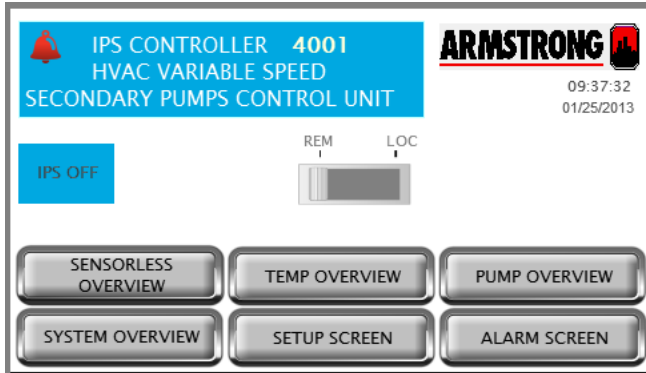 IPS CONTROLLER 4001
HVAC VARIABLE SPEED
SECONDARY PUMPS CONTROL UNIT
ARMSTRONG
09:37:32
01/25/2013
IPS OFF
REM LOC
SENSORLESS
OVERVIEW
TEMP OVERVIEW
PUMP OVERVIEW
SYSTEM OVERVIEW
SETUP SCREEN
ALARM SCREEN